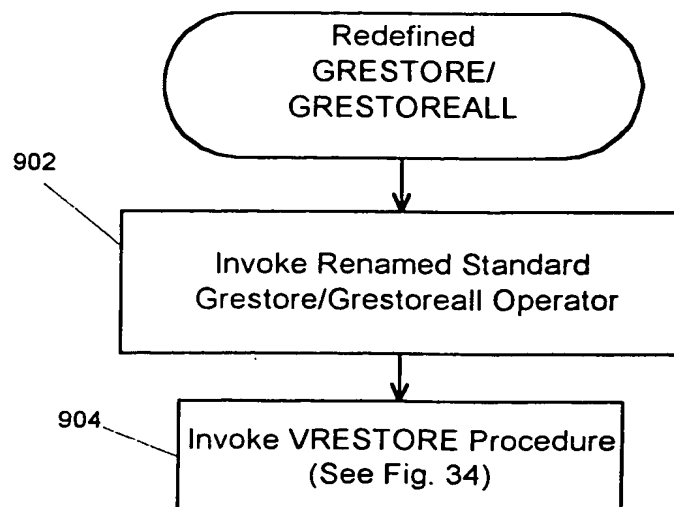 Redefined
GRESTORE/
GRESTOREALL
902
Invoke Renamed Standard
Grestore/Grestoreall Operator
904
Invoke VRESTORE Procedure
(See Fig. 34)